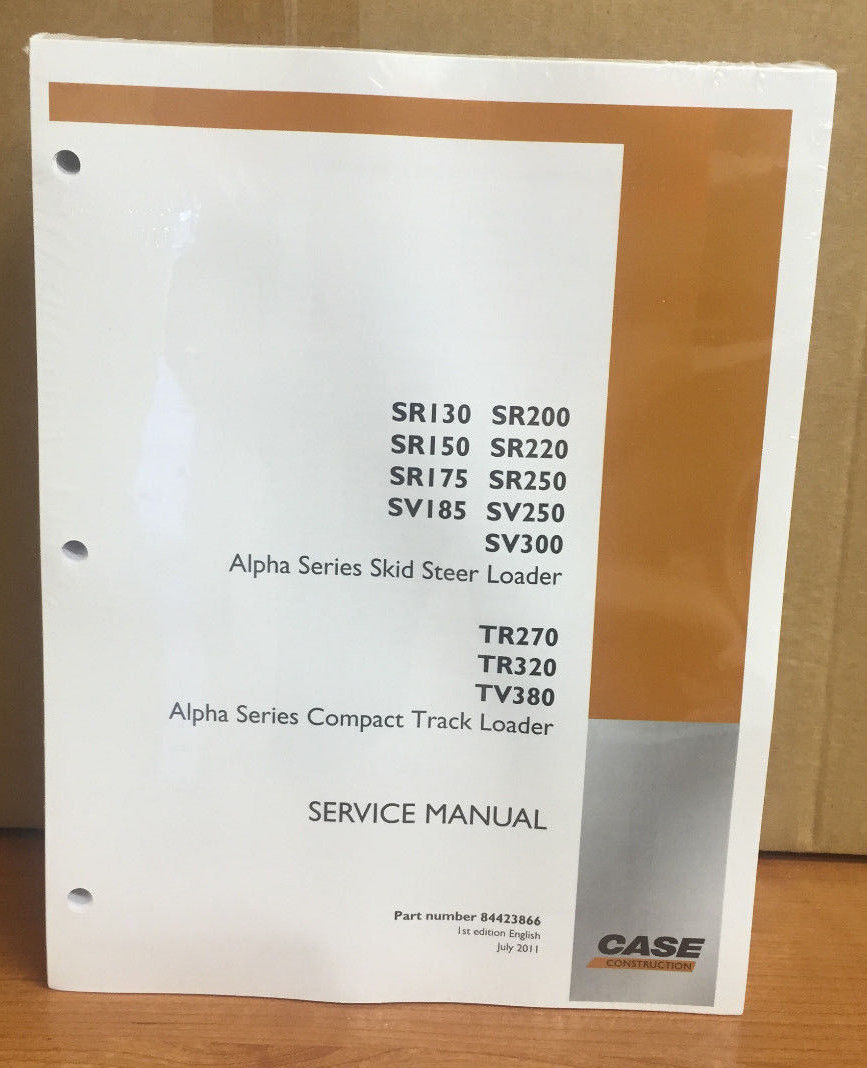 SR130 SR200
SR150 SR220
SR175 SR250
SV185 SV250
SV300
Alpha Series Skid Steer Loader
TR270
TR320
TV380
Alpha Series Compact Track Loader
SERVICE MANUAL
Part number 84423866
1st edition English
July 2011
CASE
CONSTRUCTION